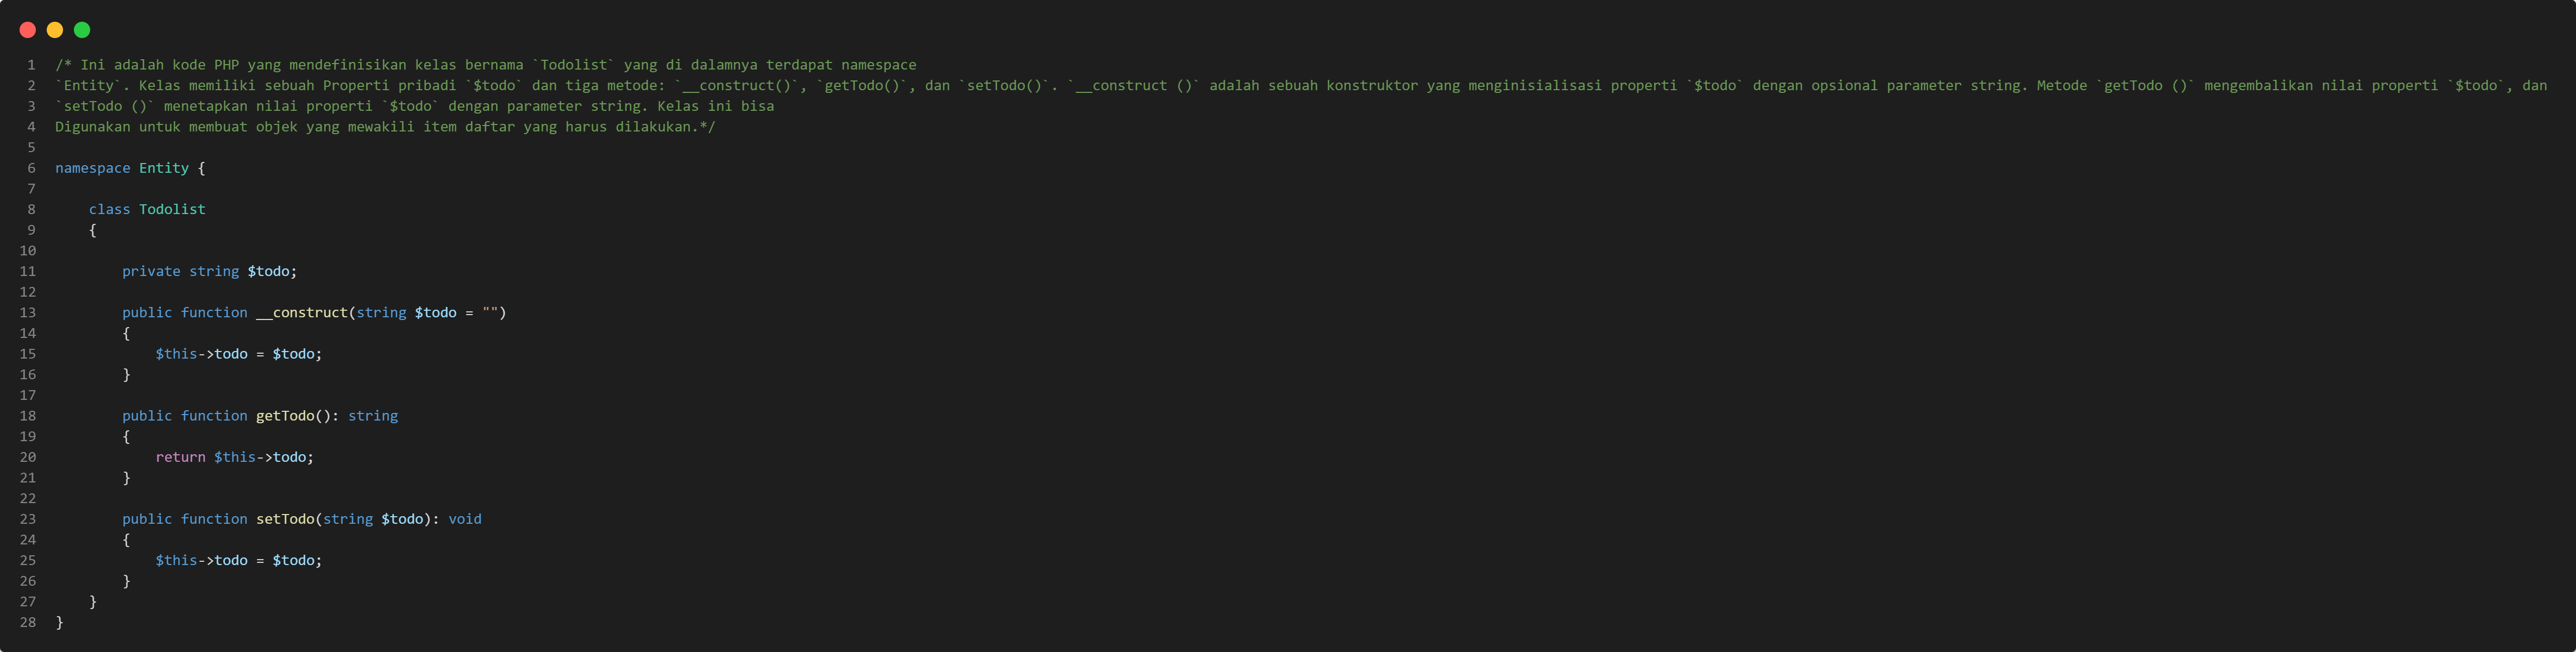 1 /* Ini adalah kode PHP yang mendefinisikan kelas bernama `Todolist` yang di dalamnya terdapat namespace
2 `Entity`. Kelas memiliki sebuah Properti pribadi `$todo` dan tiga metode: `__construct()`, `getTodo()`, dan `setTodo()`. `__construct ()` adalah sebuah konstruktor yang menginisialisasi properti `$todo` dengan opsional parameter string. Metode `getTodo ()` mengembalikan nilai properti `$todo`, dan
3 `setTodo ()` menetapkan nilai properti `$todo` dengan parameter string. Kelas ini bisa
4 Digunakan untuk membuat objek yang mewakili item daftar yang harus dilakukan.*/
5
6 namespace Entity {
7
8     class Todolist
9     {
10
11         private string $todo;
12
13         public function __construct(string $todo = "")
14         {
15             $this->todo = $todo;
16         }
17
18         public function getTodo(): string
19         {
20             return $this->todo;
21         }
22
23         public function setTodo(string $todo): void
24         {
25             $this->todo = $todo;
26         }
27     }
28 }